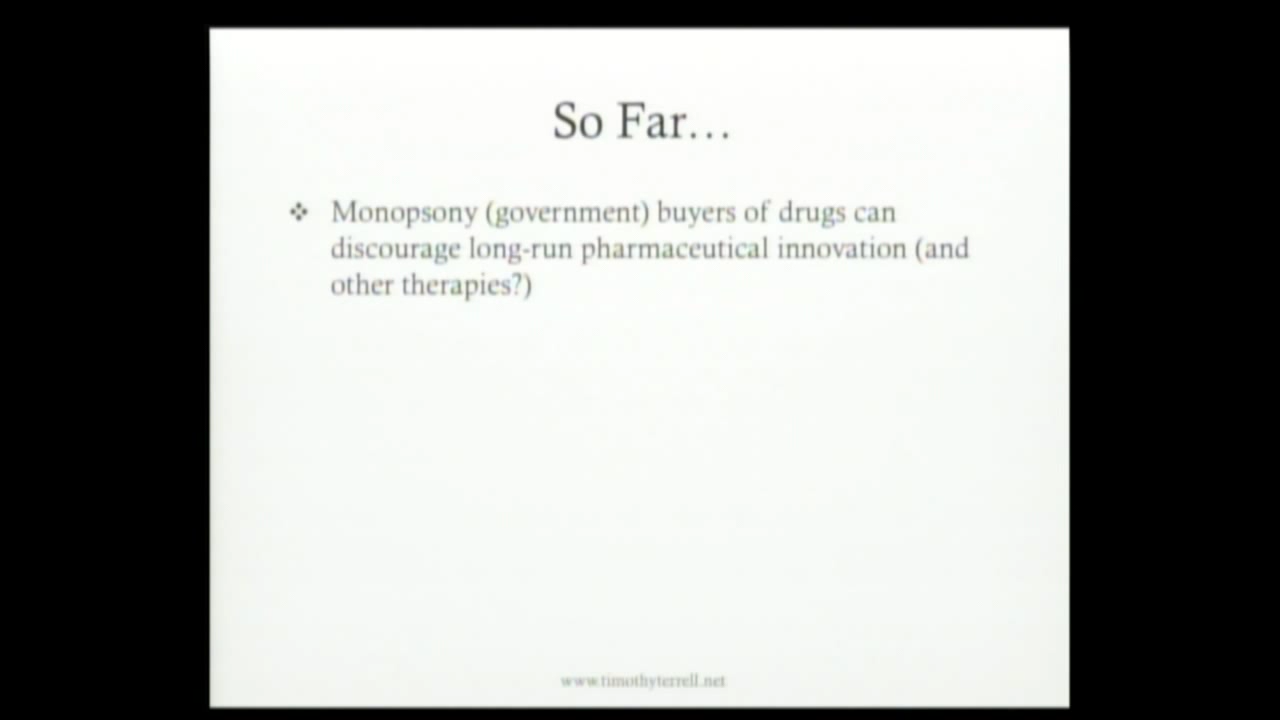 So Far...
❖ Monopsony (government) buyers of drugs can
discourage long-run pharmaceutical innovation (and
other therapies?)
www.timothyterrell.net